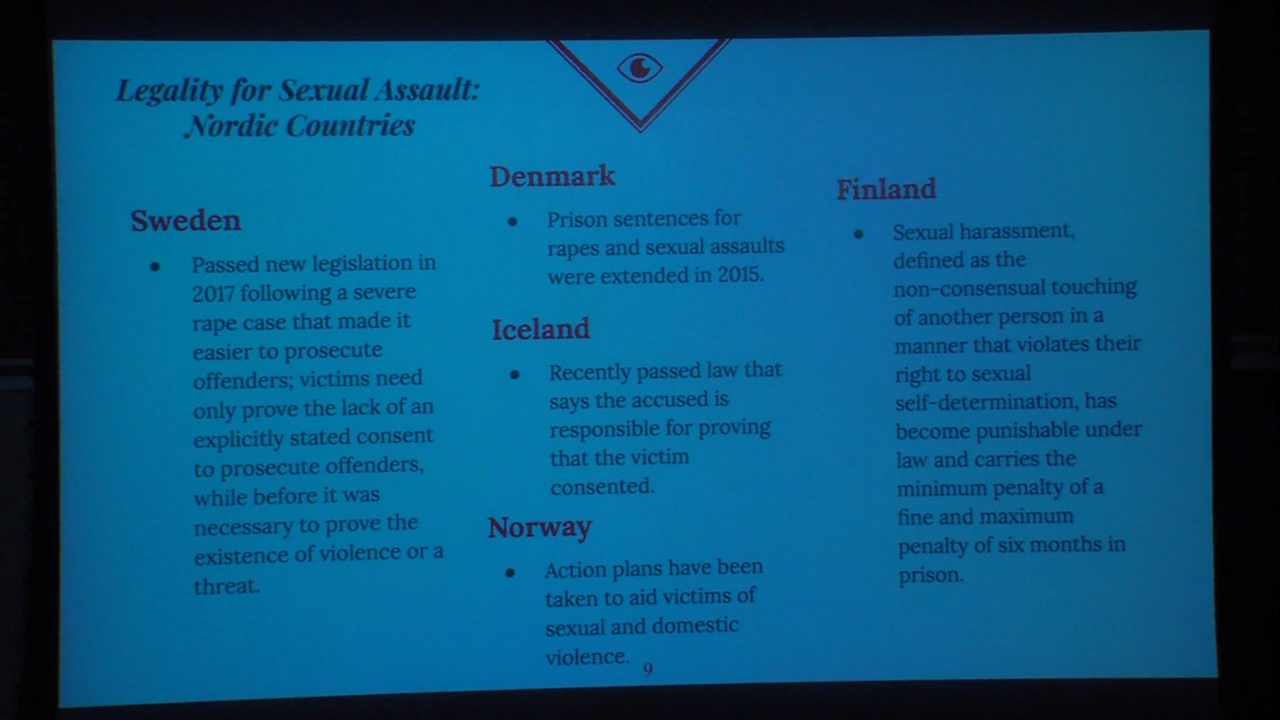 Legality for Sexual Assault:
Nordic Countries
Sweden
• Passed new legislation in
2017 following a severe
rape case that made it
easier to prosecute
offenders; victims need
only prove the lack of an
explicitly stated consent
to prosecute offenders,
while before it was
necessary to prove the
existence of violence or a
threat.
Denmark
• Prison sentences for
rapes and sexual assaults
were extended in 2015.
Iceland
• Recently passed law that
says the accused is
responsible for proving
that the victim
consented.
Norway
• Action plans have been
taken to aid victims of
sexual and domestic
violence.
Finland
• Sexual harassment,
defined as the
non-consensual touching
of another person in a
manner that violates their
right to sexual
self-determination, has
become punishable under
law and carries the
minimum penalty of a
fine and maximum
penalty of six months in
prison.
9